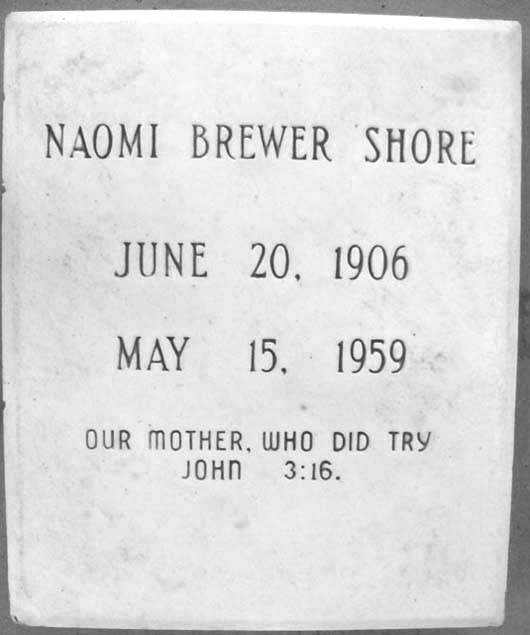 NAOMI BREWER SHORE
JUNE 20, 1906
MAY 15, 1959
OUR MOTHER, WHO DID TRY
JOHN 3:16.